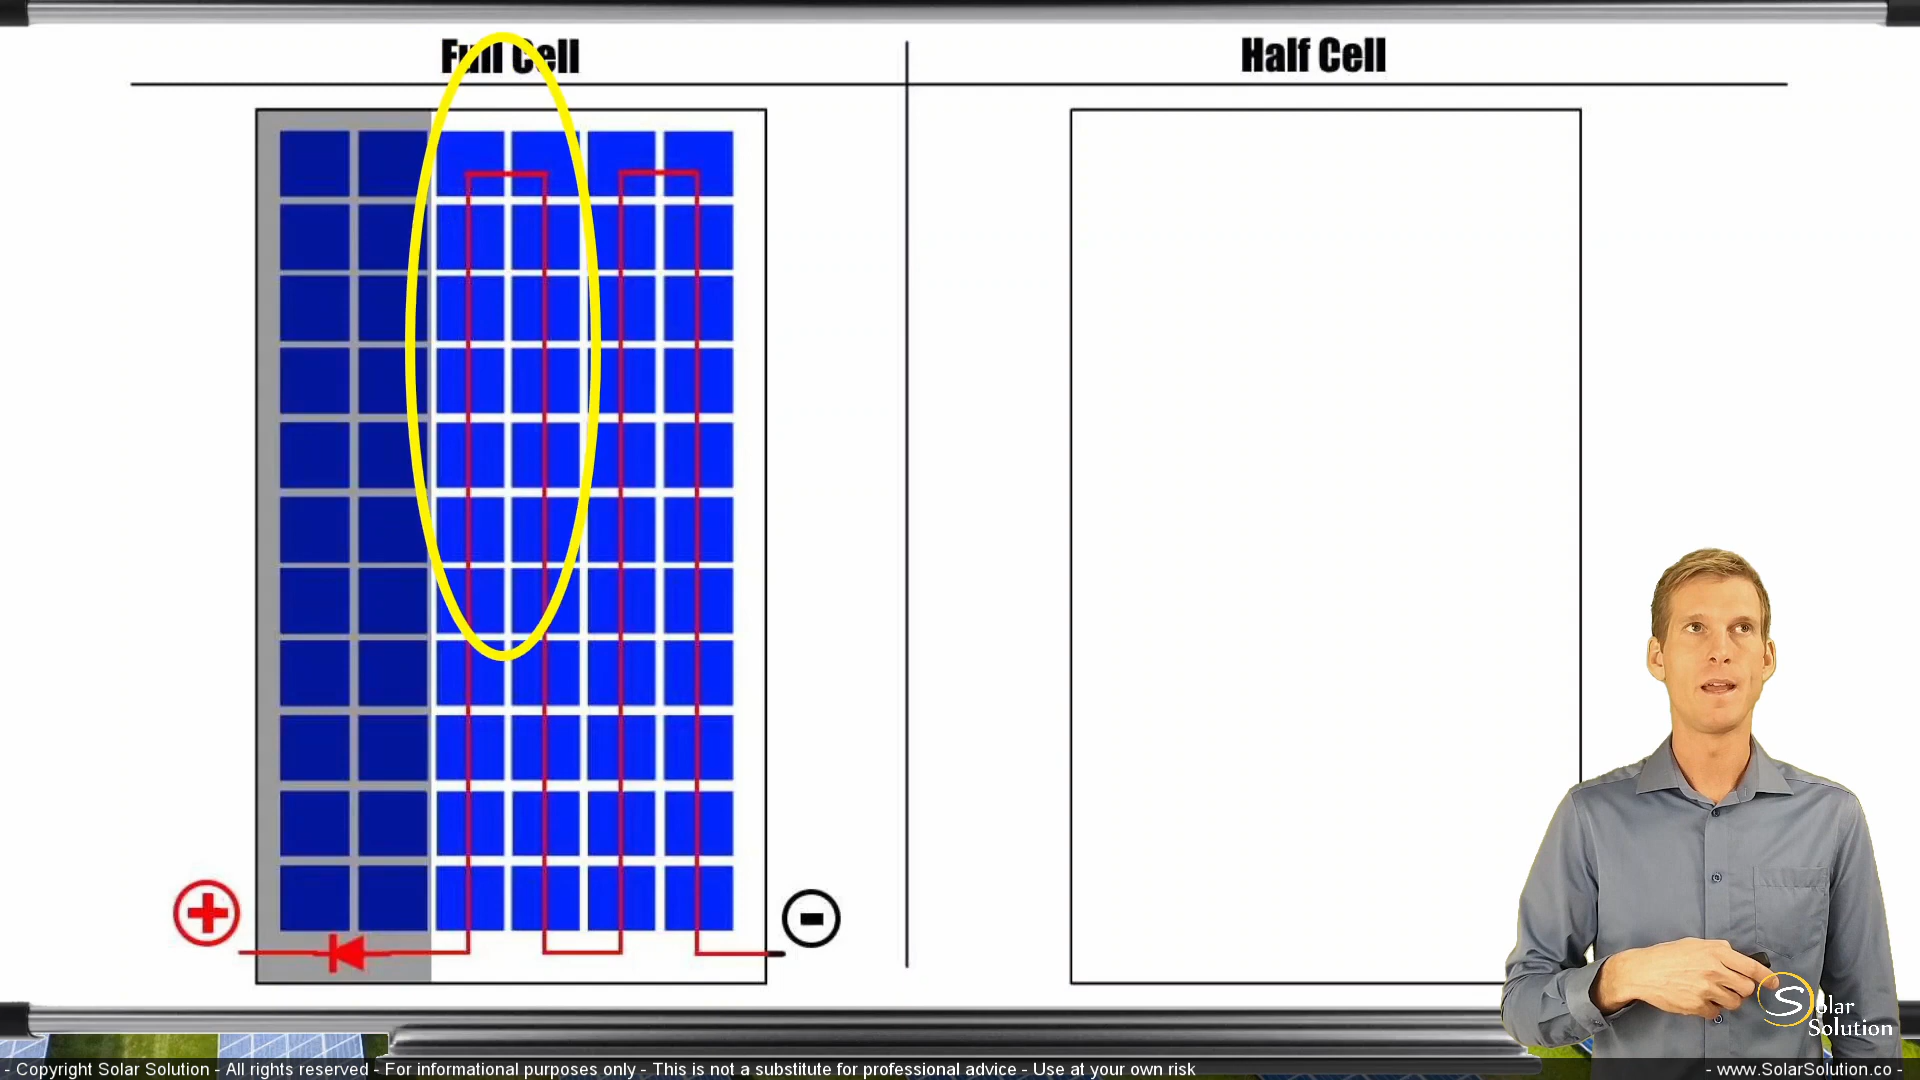 Full Cell
Half Cell
+
-
Solar
Solution
- Copyright Solar Solution - All rights reserved - For informational purposes only - This is not a substitute for professional advice - Use at your own risk
- www.SolarSolution.co -